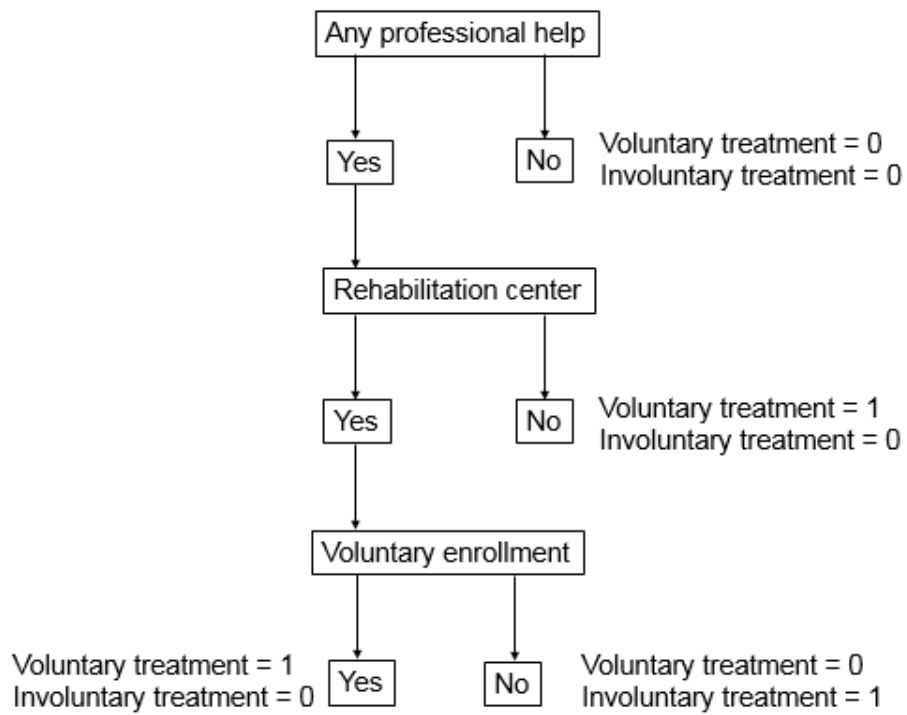 Any professional help
Yes
No
Voluntary treatment = 0
Involuntary treatment = 0
Rehabilitation center
Yes
No
Voluntary treatment = 1
Involuntary treatment = 0
Voluntary enrollment
Voluntary treatment = 1
Involuntary treatment = 0
Yes
No
Voluntary treatment = 0
Involuntary treatment = 1